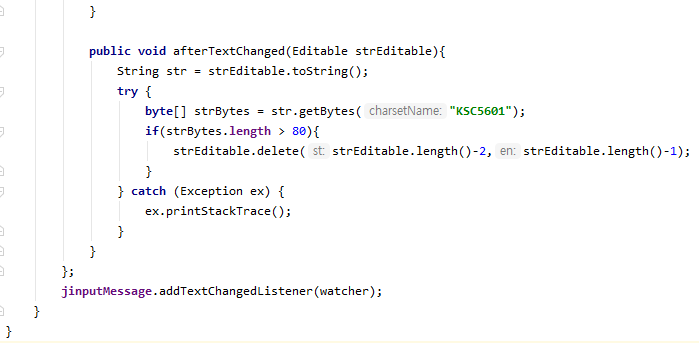 }
public void afterTextChanged(Editable strEditable){
String str = strEditable.toString();
try {
byte[] strBytes = str.getBytes( charsetName: "KSC5601");
if(strBytes.length > 80){
strEditable.delete( st: strEditable.length()-2, en: strEditable.length()-1);
}
} catch (Exception ex) {
ex.printStackTrace();
}
}
};
jinputMessage.addTextChangedListener(watcher);
}
}